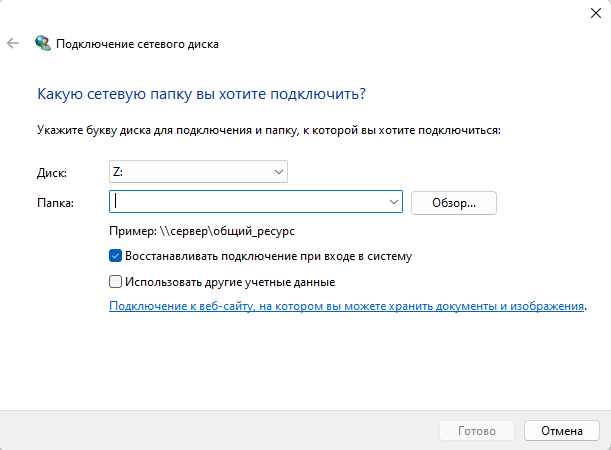 Подключение сетевого диска
Какую сетевую папку вы хотите подключить?
Укажите букву диска для подключения и папку, к которой вы хотите подключиться:
Диск: Z:
Папка: Обзор...
Пример: \\сервер\общий_ресурс
Восстанавливать подключение при входе в систему
Использовать другие учетные данные
Подключение к веб-сайту, на котором вы можете хранить документы и изображения.
Готово Отмена